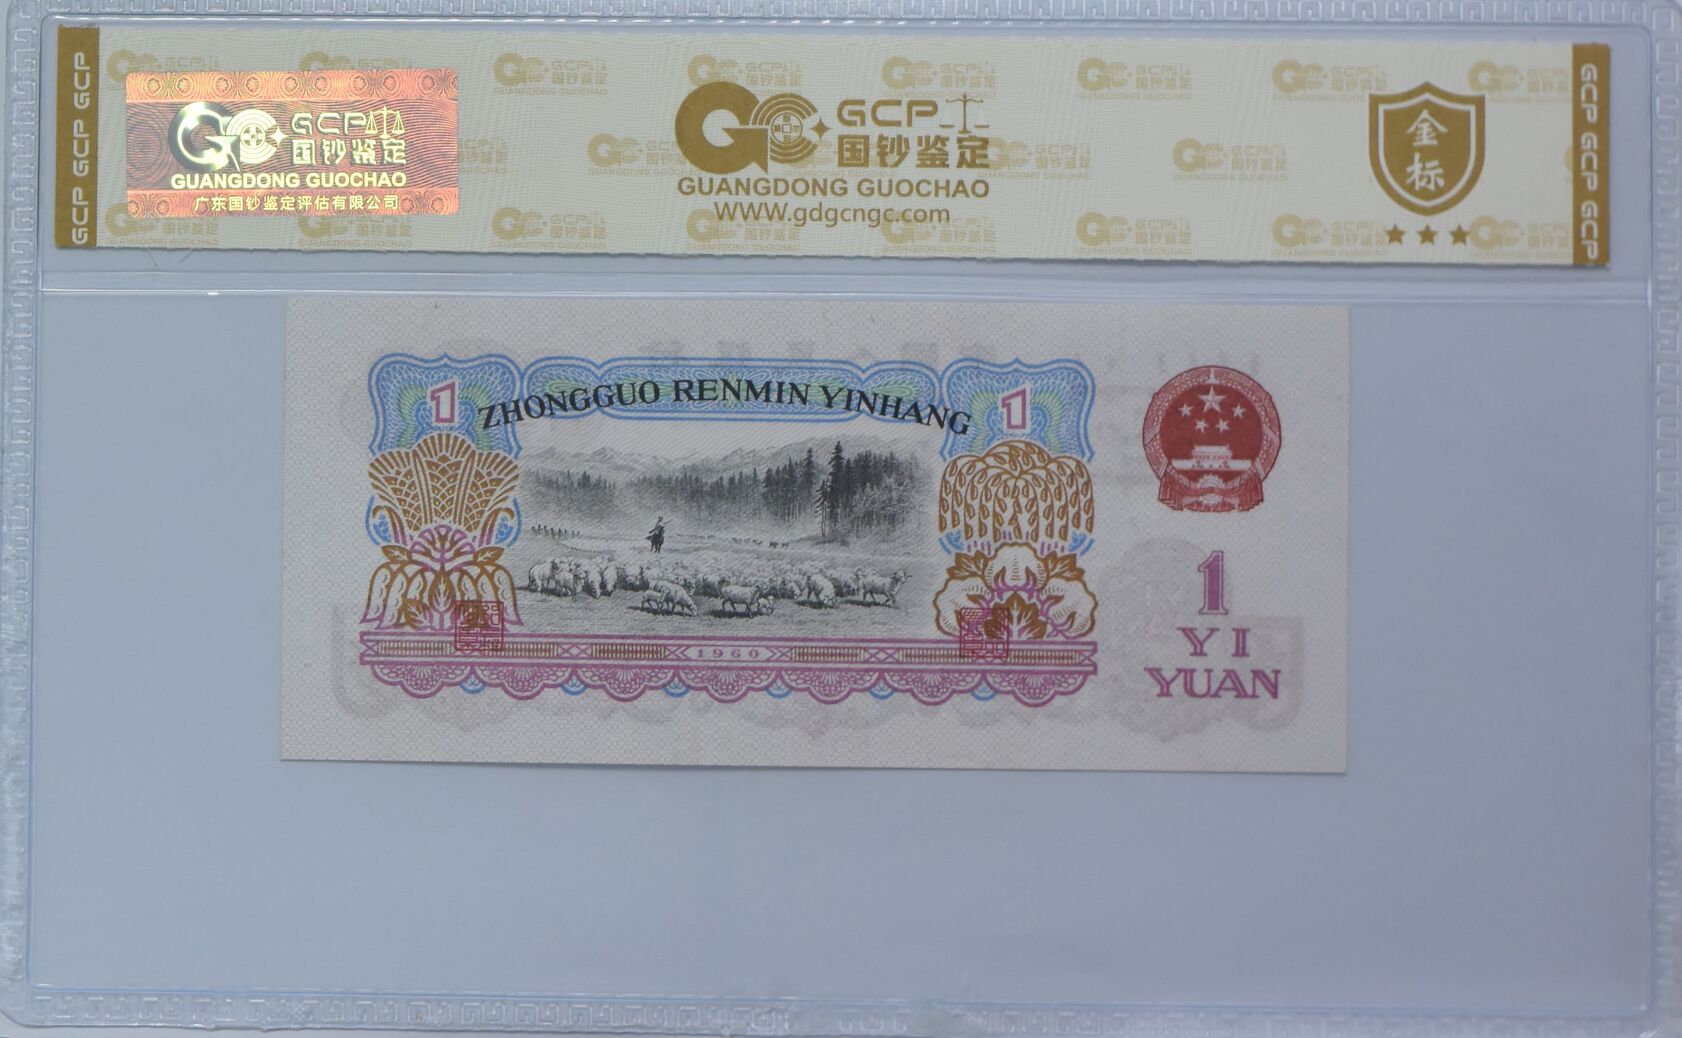 GCP GCP GCP
GCP 国钞鉴定
GUANGDONG GUOCHAO
广东国钞鉴定评估有限公司
GCP
国钞鉴定
GUANGDONG GUOCHAO
WWW.gdgcngc.com
金标
GCP GCP GCP
1
ZHONGGUO RENMIN YINHANG
1
1960
1
YI
YUAN